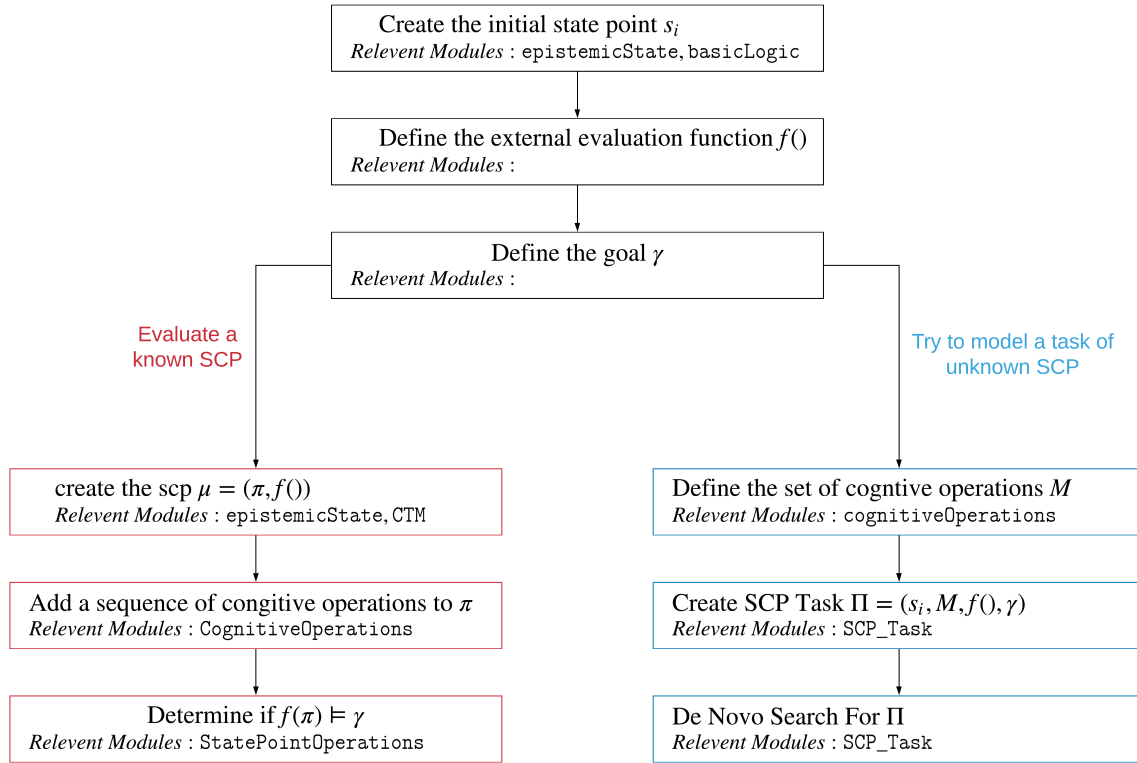 Create the initial state point sᵢ
Relevent Modules : epistemicState, basicLogic
Define the external evaluation function f()
Relevent Modules :
Define the goal γ
Relevent Modules :
Evaluate a
known SCP
Try to model a task of
unknown SCP
create the scp μ = (π, f())
Relevent Modules : epistemicState, CTM
Add a sequence of congitive operations to π
Relevent Modules : CognitiveOperations
Determine if f(π) ⊨ γ
Relevent Modules : StatePointOperations
Define the set of cogntive operations M
Relevent Modules : cognitiveOperations
Create SCP Task Π = (sᵢ, M, f(), γ)
Relevent Modules : SCP_Task
De Novo Search For Π
Relevent Modules : SCP_Task